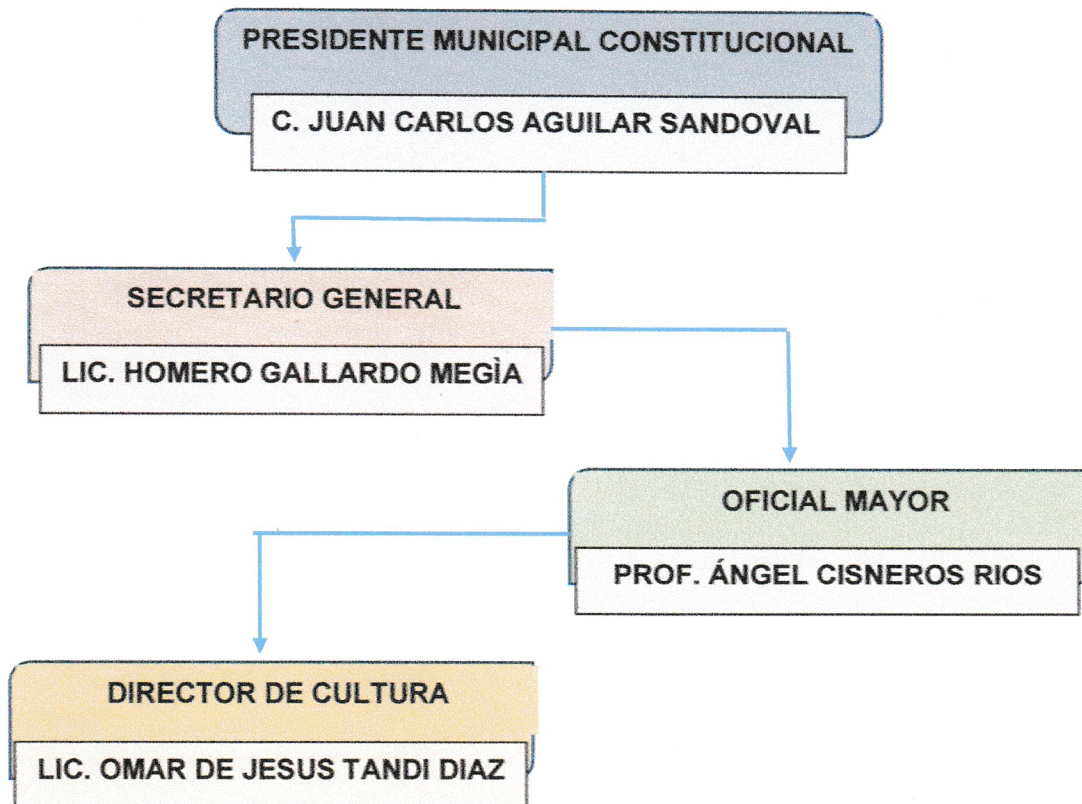 PRESIDENTE MUNICIPAL CONSTITUCIONAL
C. JUAN CARLOS AGUILAR SANDOVAL
SECRETARIO GENERAL
LIC. HOMERO GALLARDO MEGÌA
OFICIAL MAYOR
PROF. ÁNGEL CISNEROS RIOS
DIRECTOR DE CULTURA
LIC. OMAR DE JESUS TANDI DIAZ